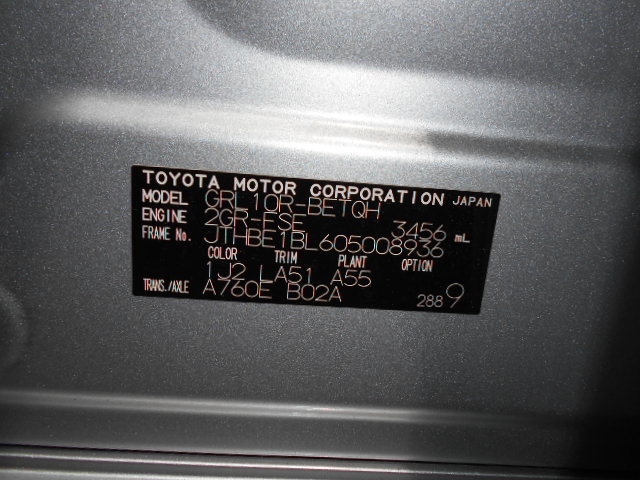 TOYOTA MOTOR CORPORATION JAPAN
MODEL GRL10R-BETQH
ENGINE 2GR-FSE 3456 mL
FRAME No. JTHBE1BL605008936
COLOR TRIM PLANT OPTION
1J2 LA51 A55
TRANS./AXLE A760E B02A 288 9